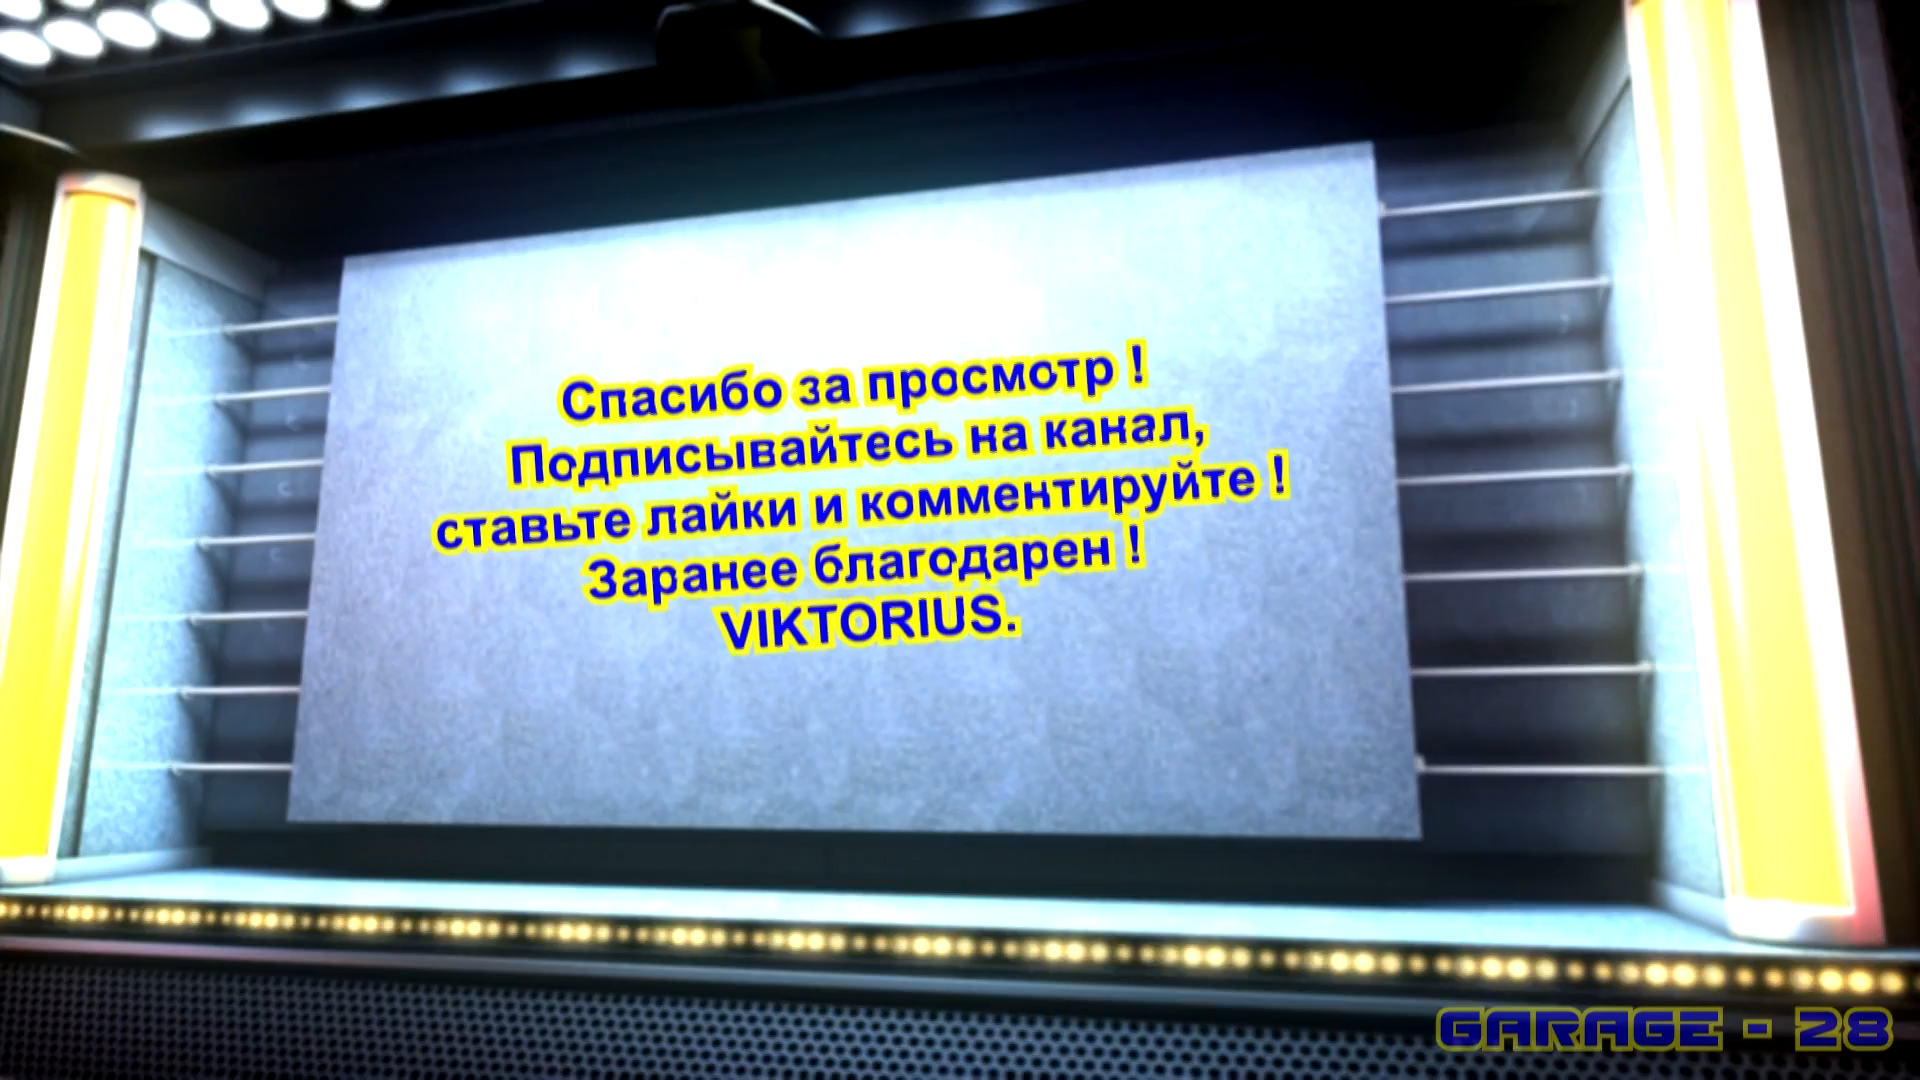 Спасибо за просмотр !
Подписывайтесь на канал,
ставьте лайки и комментируйте !
Заранее благодарен !
VIKTORIUS.
GARAGE - 28